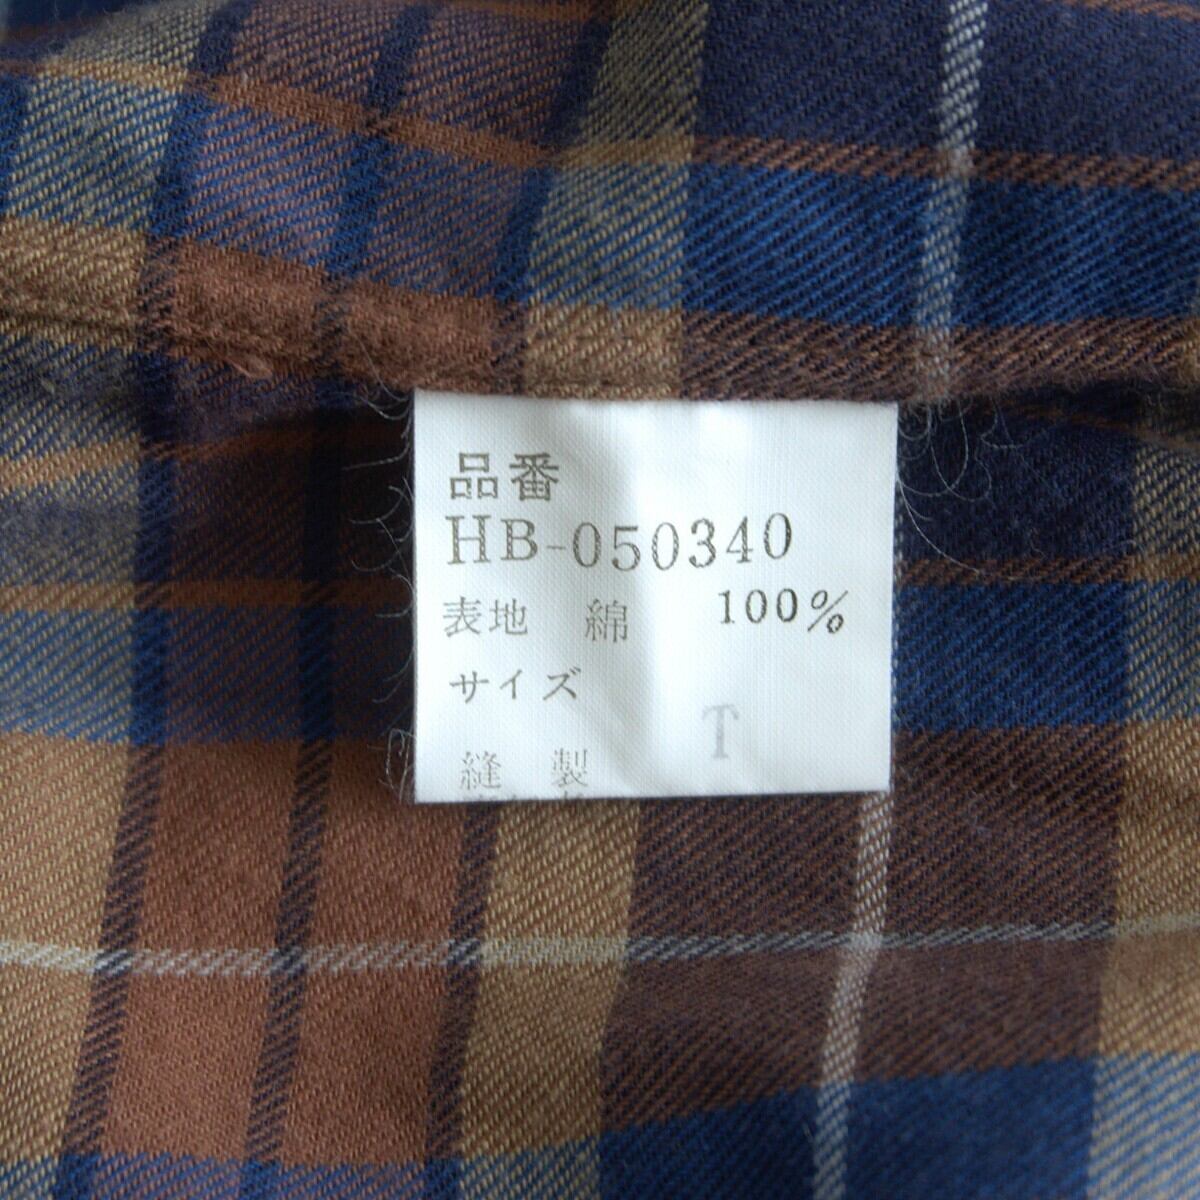 品番
HB-050340
表地 綿 100%
サイズ
T
縫製